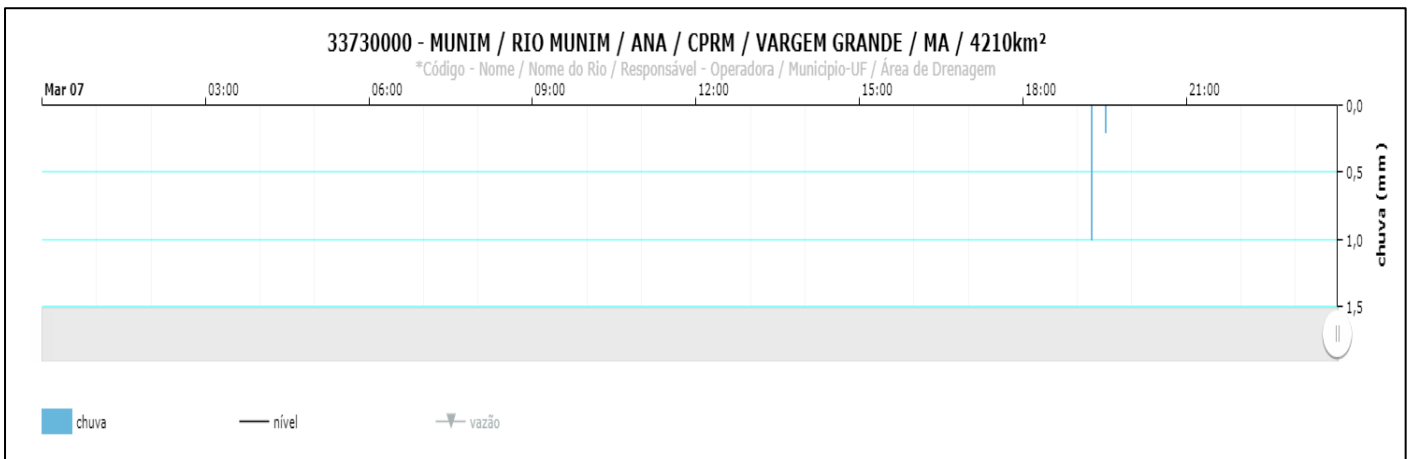 33730000 - MUNIM / RIO MUNIM / ANA / CPRM / VARGEM GRANDE / MA / 4210km²
*Código - Nome / Nome do Rio / Responsável - Operadora / Municipio-UF / Área de Drenagem
Mar 07 03:00 06:00 09:00 12:00 15:00 18:00 21:00
0,0
0,5
1,0
1,5
chuva (mm)
chuva nível vazão